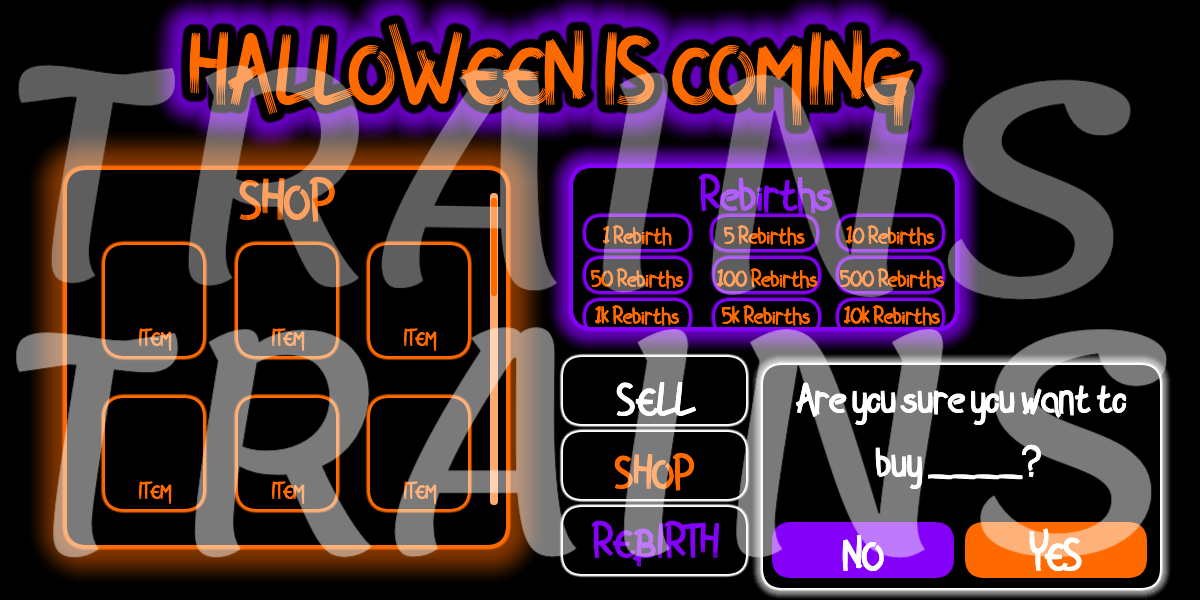 HALLOWEEN IS COMING
TRAINS
SHOP
ITEM ITEM ITEM
ITEM ITEM ITEM
Rebirths
1 Rebirth 5 Rebirths 10 Rebirths
50 Rebirths 100 Rebirths 500 Rebirths
1k Rebirths 5k Rebirths 10k Rebirths
TRAINS
SELL
SHOP
REBIRTH
Are you sure you want to
buy _____?
NO YES